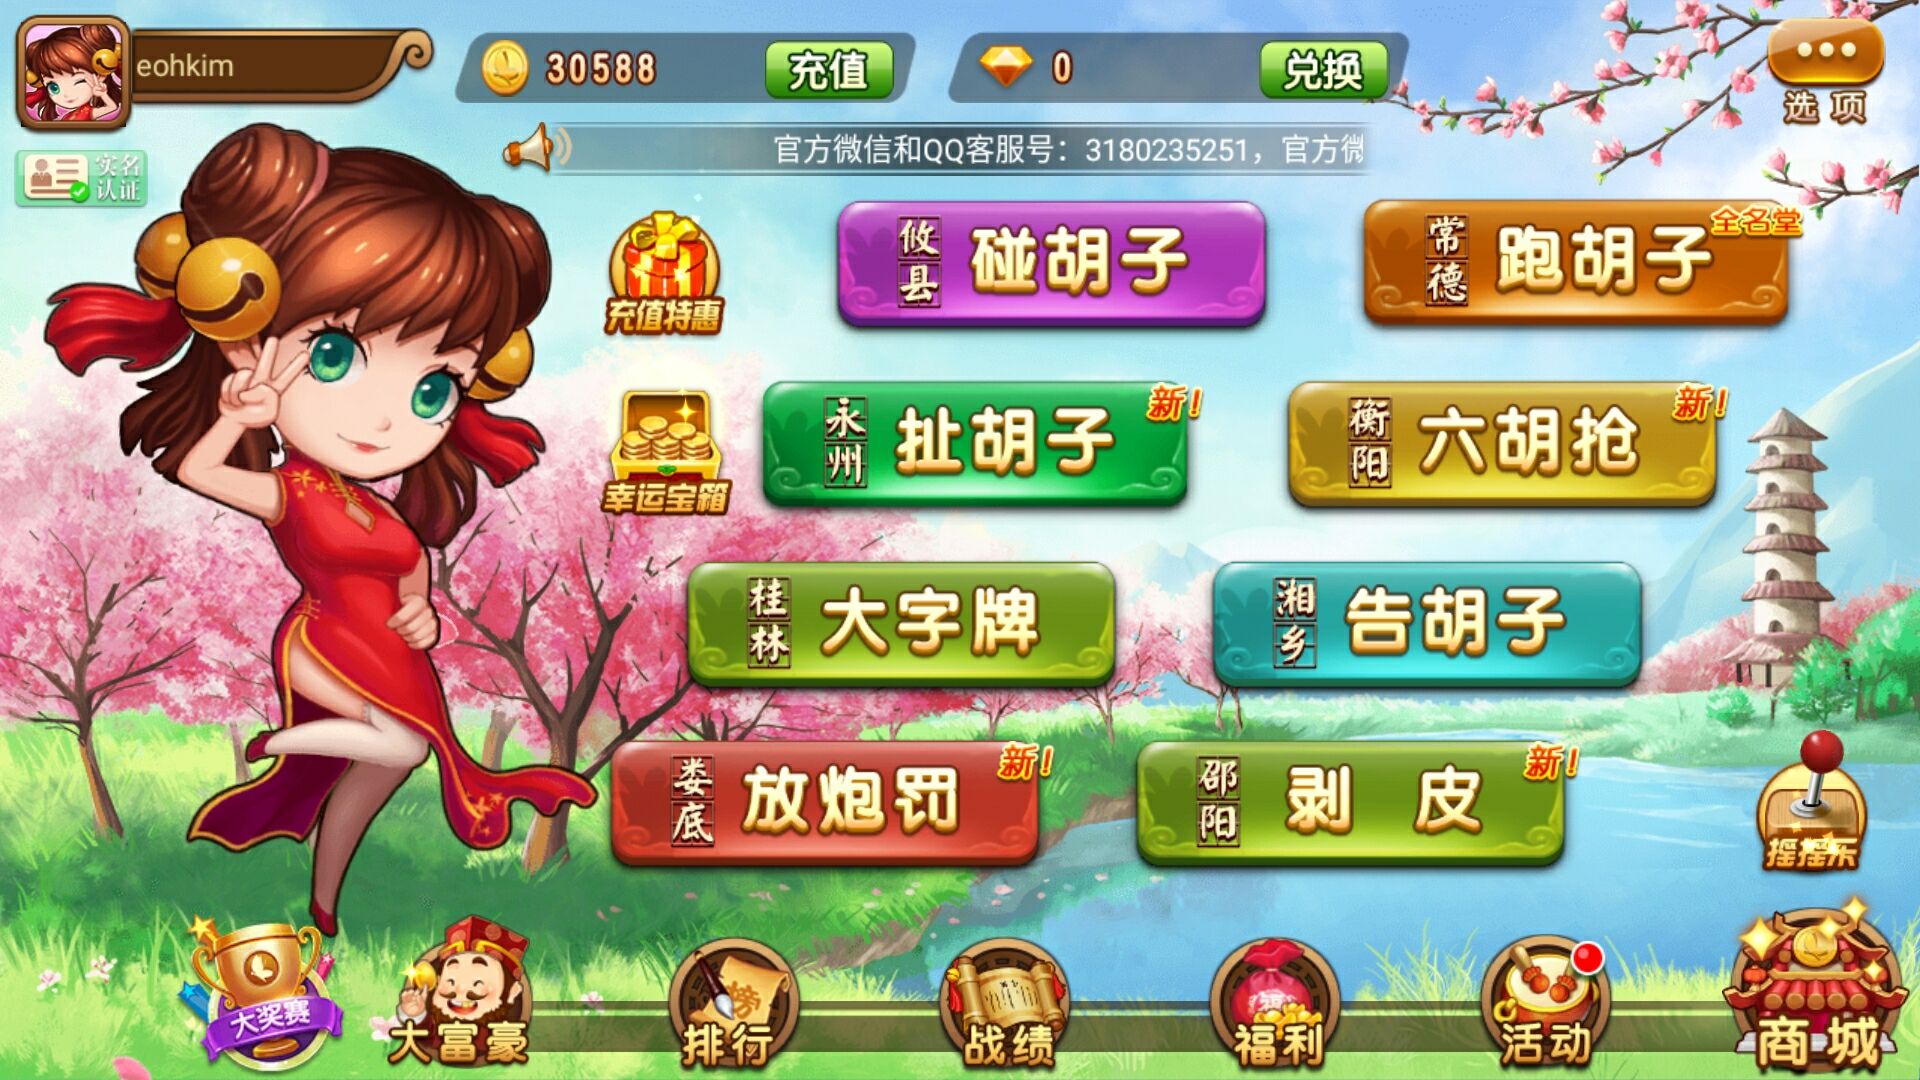 eohkim
30588
充值
0
兑换
选项
实名
认证
官方微信和QQ客服号：3180235251，官方微
充值特惠
攸县
碰胡子
常德
跑胡子
全名堂
幸运宝箱
永州
扯胡子
新！
衡阳
六胡抢
新！
桂林
大字牌
湘乡
告胡子
娄底
放炮罚
新！
邵阳
剥皮
新！
摇摇乐
大奖赛
大富豪
榜
排行
战绩
福利
活动
商城